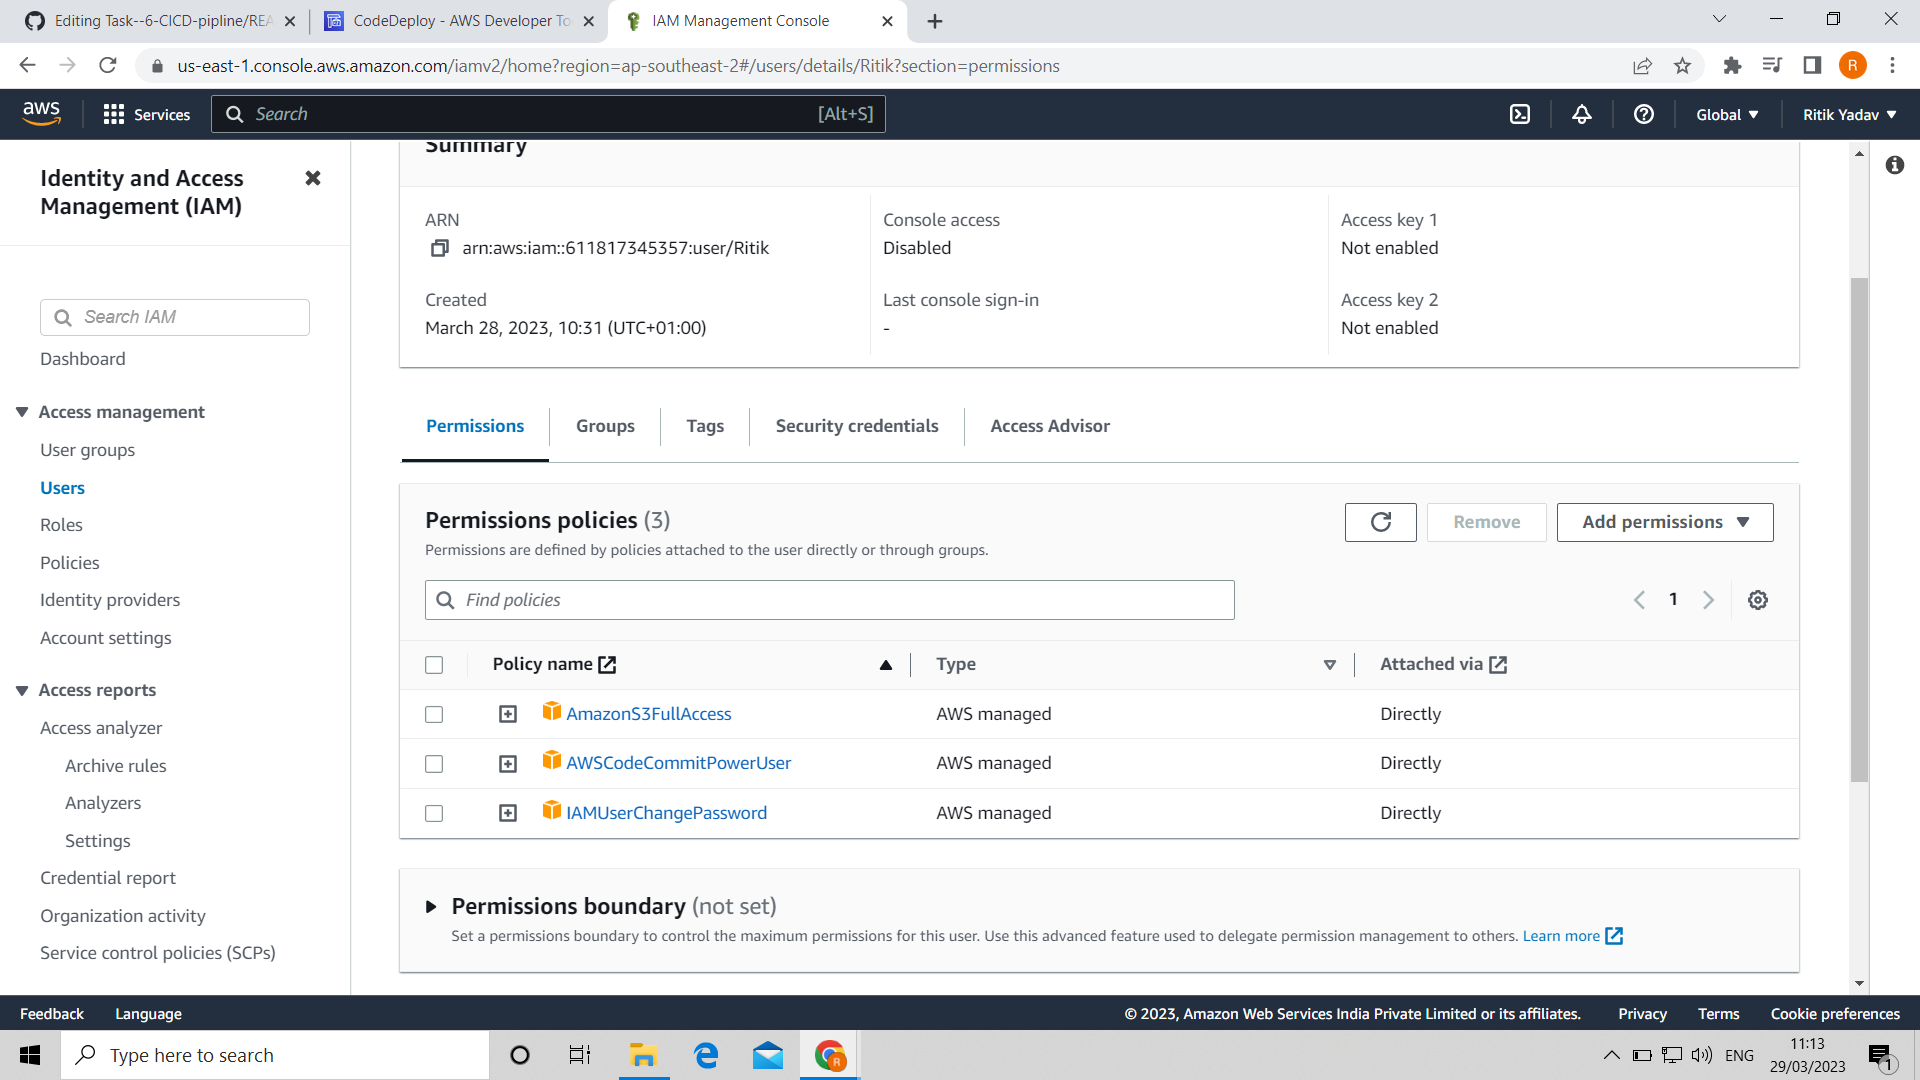 Editing Task--6-CICD-pipline/REA
CodeDeploy - AWS Developer To
IAM Management Console
us-east-1.console.aws.amazon.com/iamv2/home?region=ap-southeast-2#/users/details/Ritik?section=permissions
R
aws
Services
Search
[Alt+S]
Global
Ritik Yadav
Identity and Access
Management (IAM)
Search IAM
Dashboard
Access management
User groups
Users
Roles
Policies
Identity providers
Account settings
Access reports
Access analyzer
Archive rules
Analyzers
Settings
Credential report
Organization activity
Service control policies (SCPs)
Summary
ARN
arn:aws:iam::611817345357:user/Ritik
Created
March 28, 2023, 10:31 (UTC+01:00)
Console access
Disabled
Last console sign-in
-
Access key 1
Not enabled
Access key 2
Not enabled
Permissions
Groups
Tags
Security credentials
Access Advisor
Permissions policies (3)
Permissions are defined by policies attached to the user directly or through groups.
Remove
Add permissions
Find policies
1
Policy name
Type
Attached via
AmazonS3FullAccess AWS managed Directly
AWSCodeCommitPowerUser AWS managed Directly
IAMUserChangePassword AWS managed Directly
Permissions boundary (not set)
Set a permissions boundary to control the maximum permissions for this user. Use this advanced feature used to delegate permission management to others. Learn more
Feedback
Language
© 2023, Amazon Web Services India Private Limited or its affiliates.
Privacy
Terms
Cookie preferences
Type here to search
R
ENG
11:13
29/03/2023
1